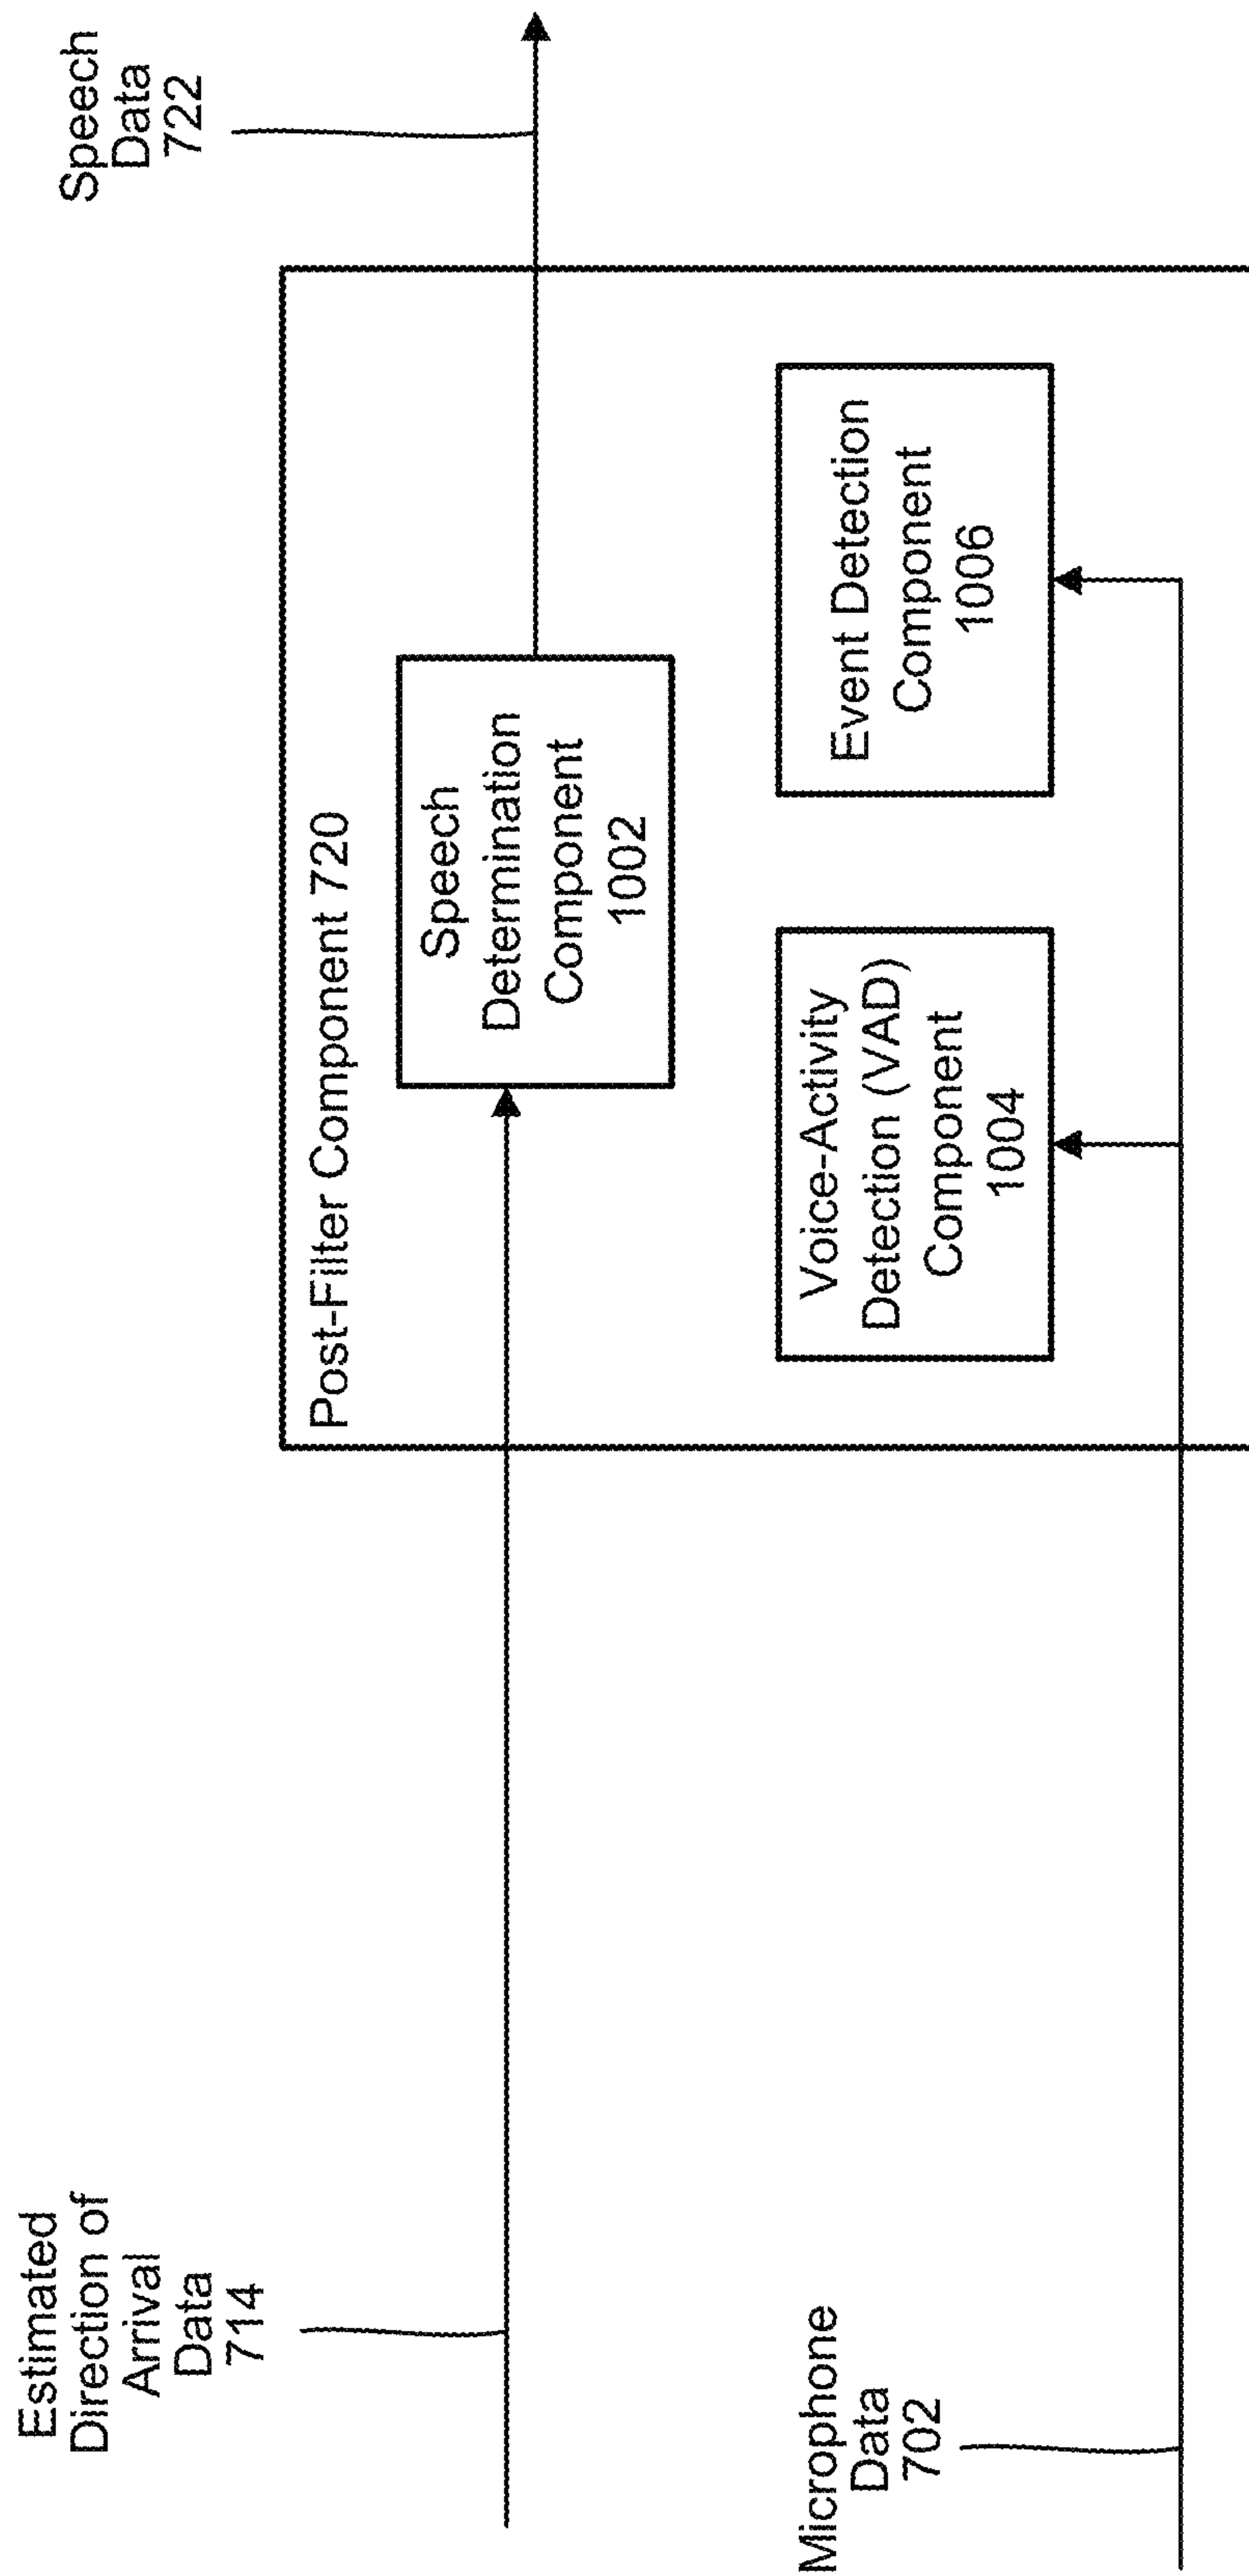 Estimated
Direction of
Arrival
Data
714
Speech
Data
722
Post-Filter Component 720
Speech
Determination
Component
1002
Microphone
Data
702
Voice-Activity
Detection (VAD)
Component
1004
Event Detection
Component
1006